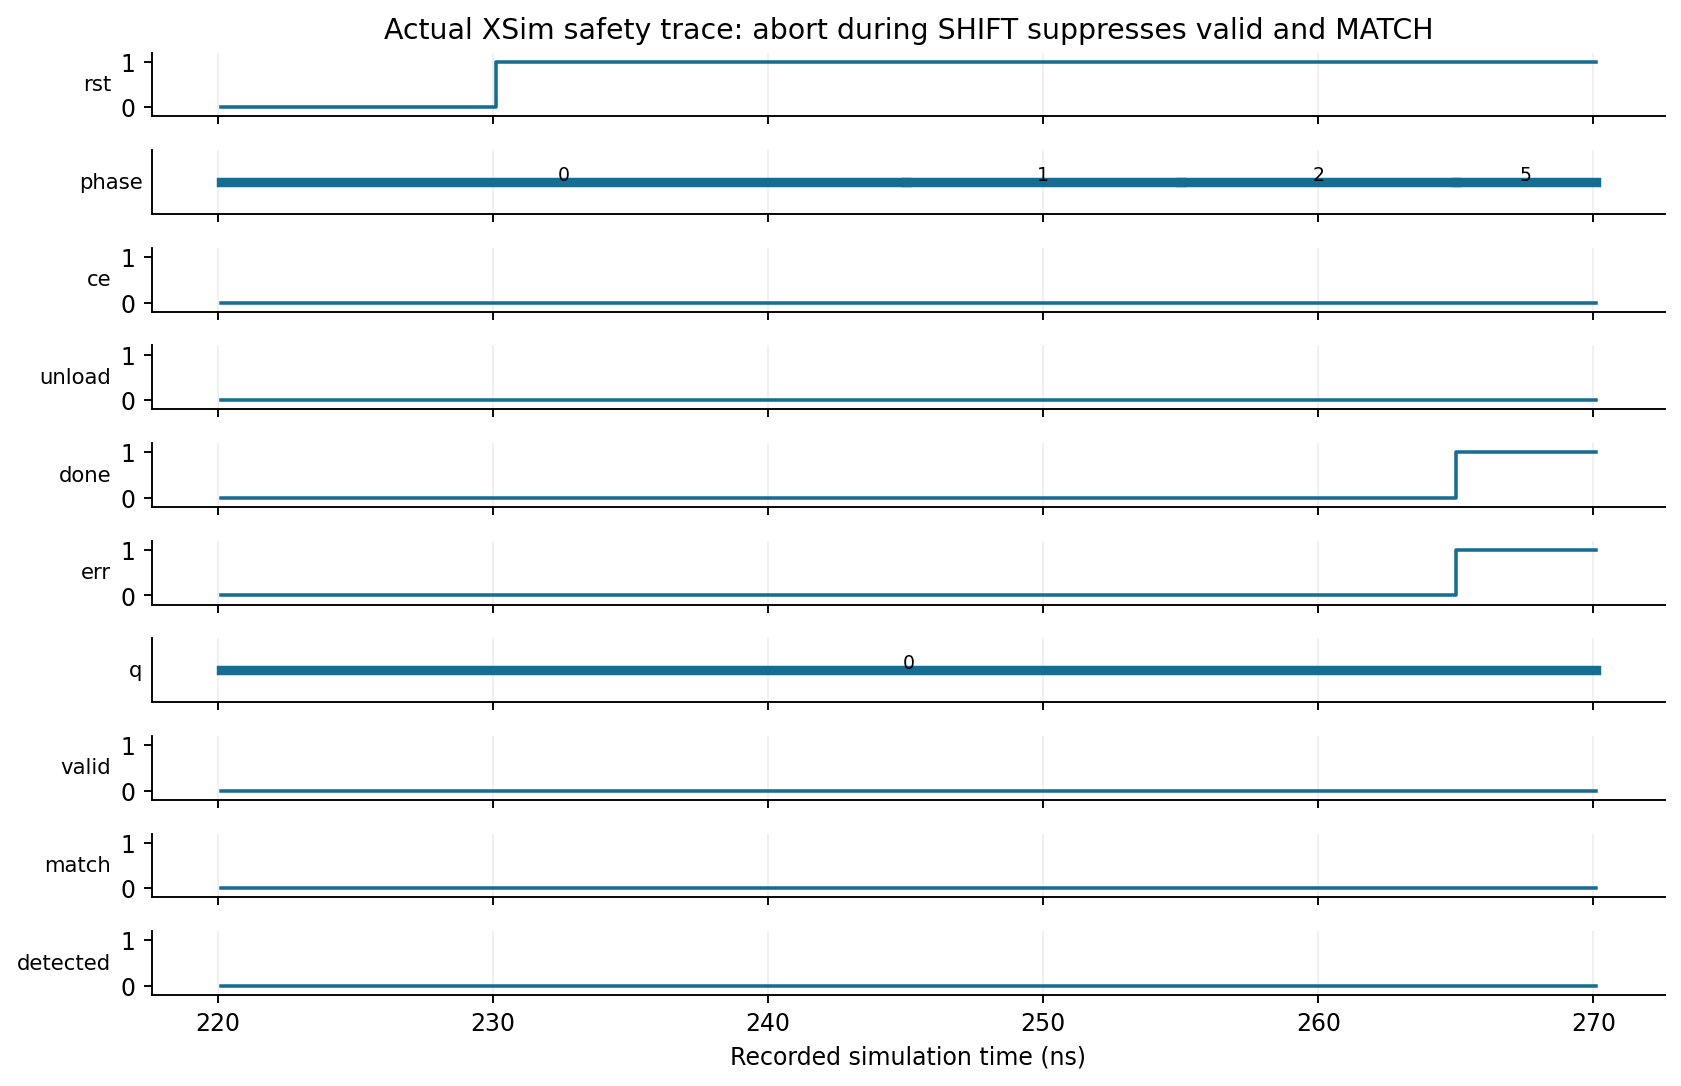 Actual XSim safety trace: abort during SHIFT suppresses valid and MATCH
rst 1 0
phase 0 1 2 5
ce 1 0
unload 1 0
done 1 0
err 1 0
q 0
valid 1 0
match 1 0
detected 1 0
220 230 240 250 260 270
Recorded simulation time (ns)